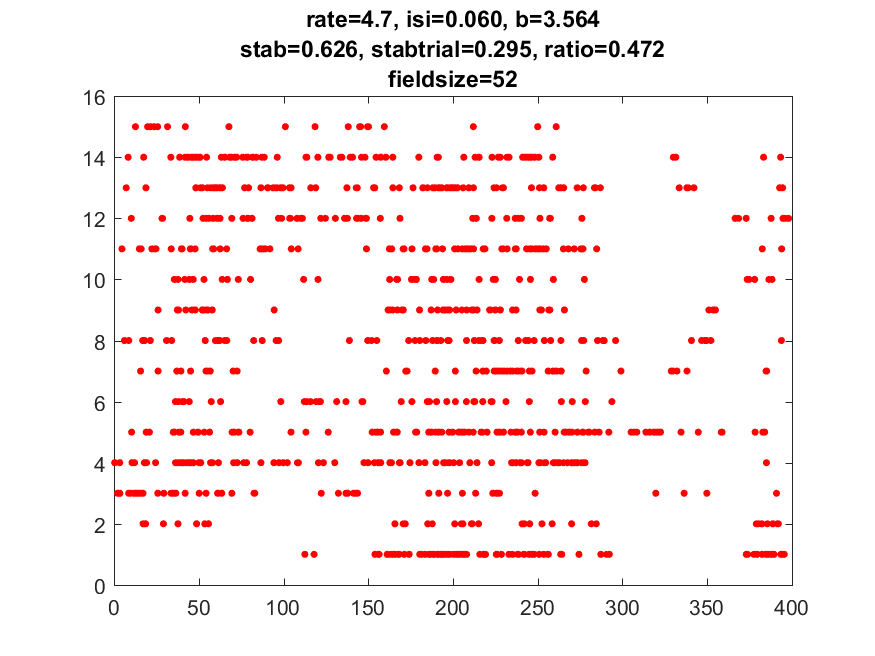 rate=4.7, isi=0.060, b=3.564
stab=0.626, stabtrial=0.295, ratio=0.472
fieldsize=52
16
14
12
10
8
6
4
2
0
0 50 100 150 200 250 300 350 400